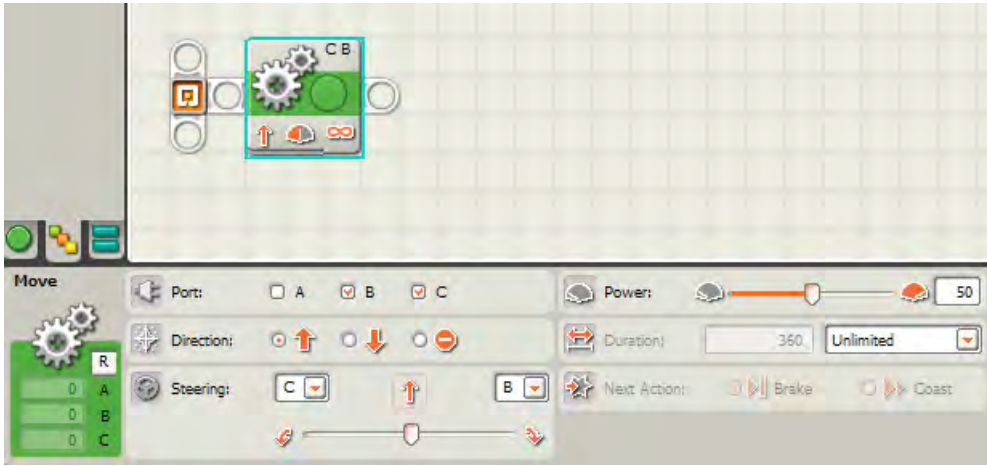 C B
Move
Port: A B C
Power: 50
Direction:
Duration: 360 Unlimited
R
Steering: C B
Next Action: Brake Coast
0 A
0 B
0 C